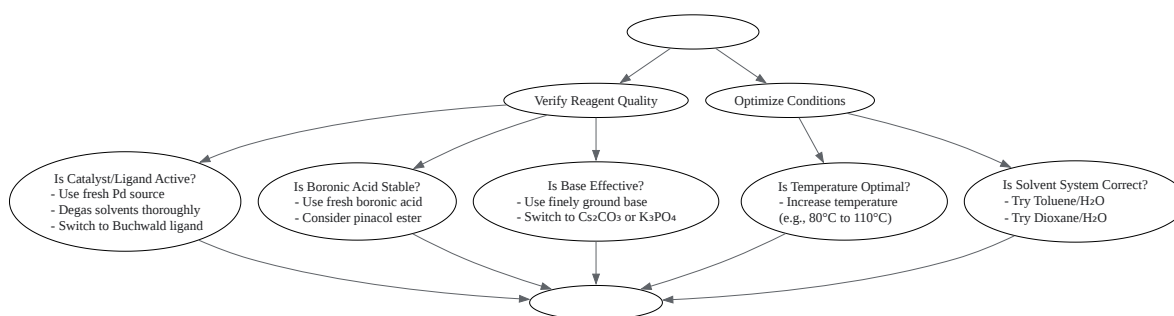 Verify Reagent Quality
Optimize Conditions
Is Catalyst/Ligand Active?
- Use fresh Pd source
- Degas solvents thoroughly
- Switch to Buchwald ligand
Is Boronic Acid Stable?
- Use fresh boronic acid
- Consider pinacol ester
Is Base Effective?
- Use finely ground base
- Switch to Cs₂CO₃ or K₃PO₄
Is Temperature Optimal?
- Increase temperature
(e.g., 80°C to 110°C)
Is Solvent System Correct?
- Try Toluene/H₂O
- Try Dioxane/H₂O